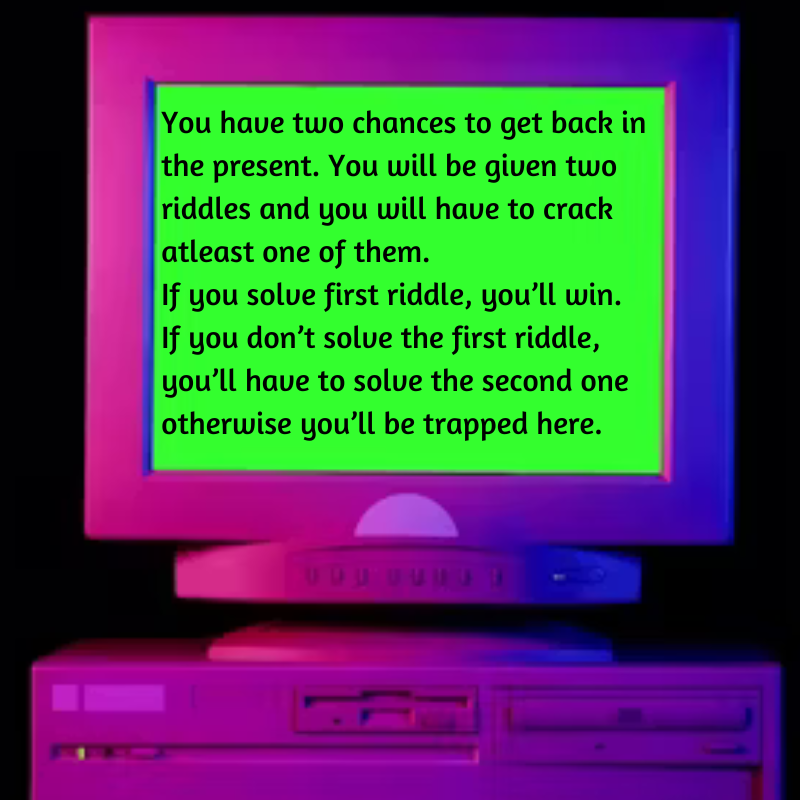 You have two chances to get back in
the present. You will be given two
riddles and you will have to crack
atleast one of them.
If you solve first riddle, you’ll win.
If you don’t solve the first riddle,
you’ll have to solve the second one
otherwise you’ll be trapped here.